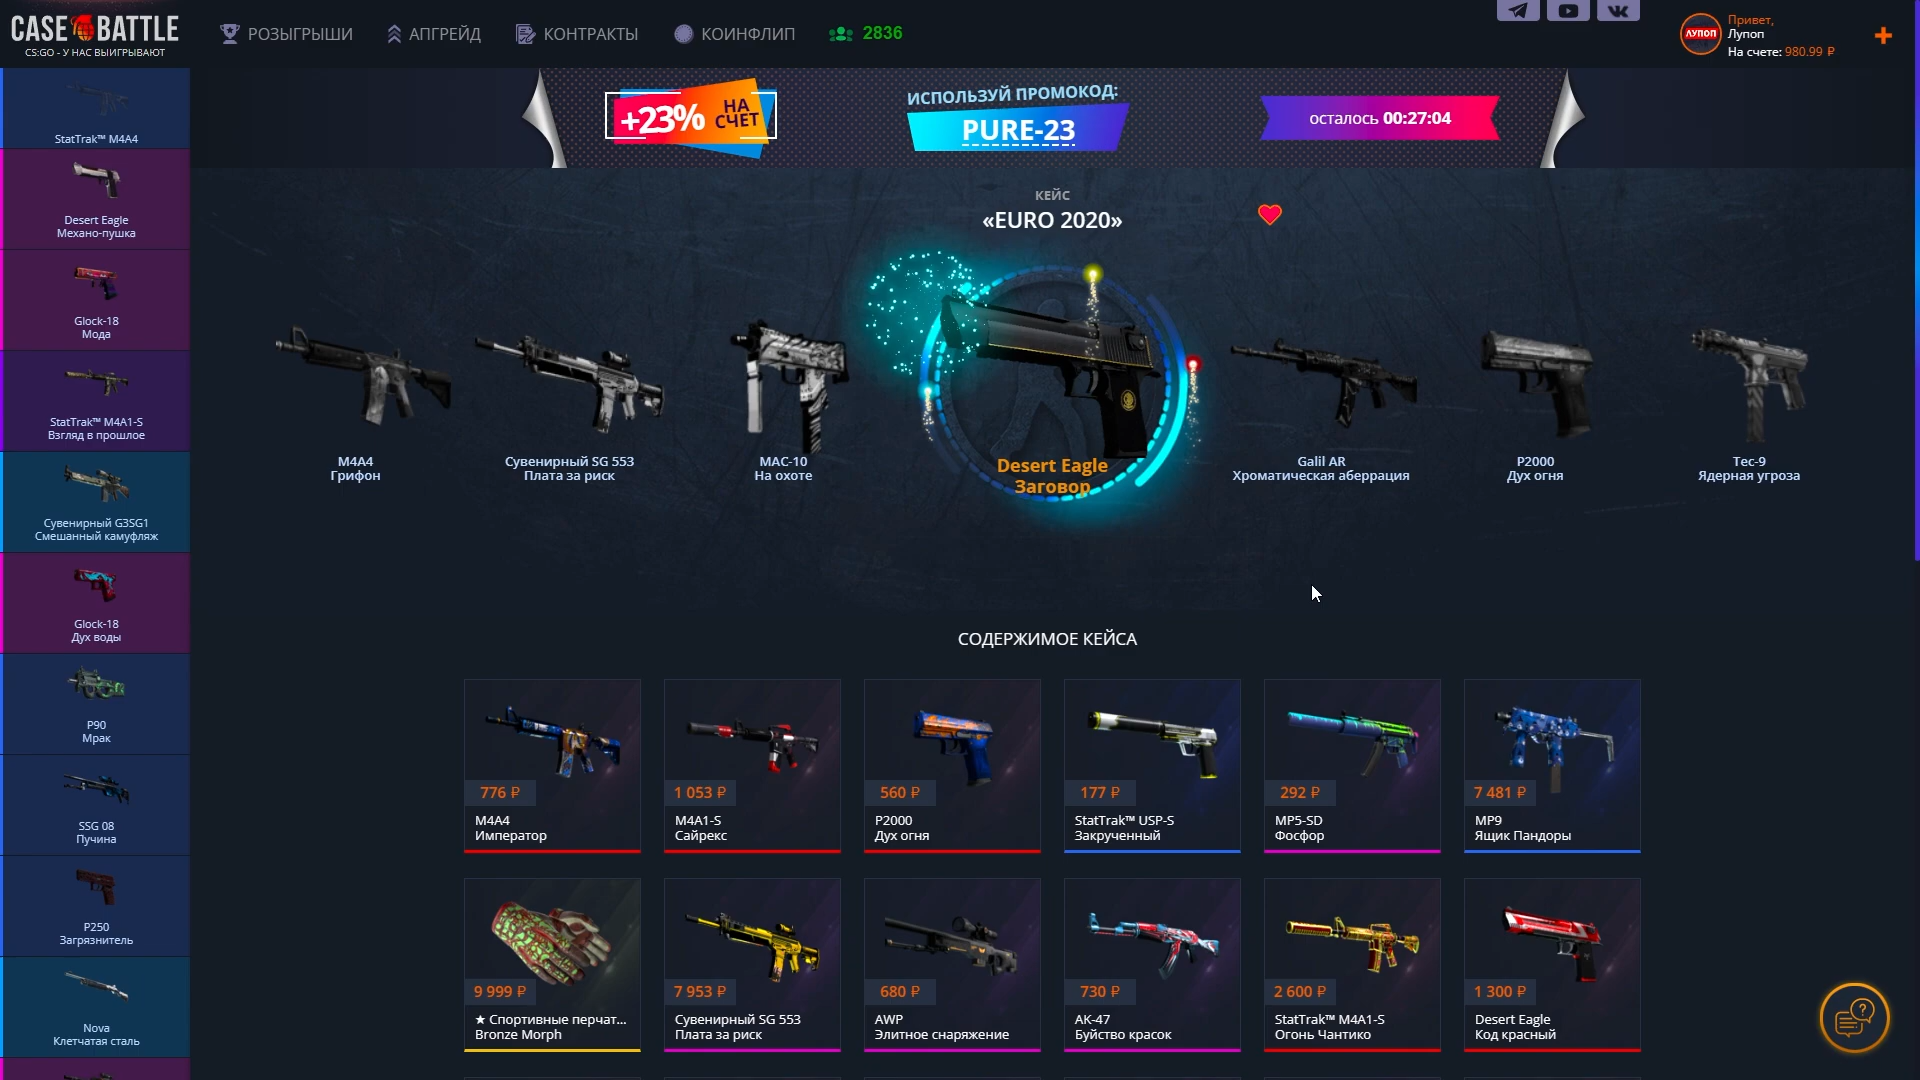 CASE BATTLE
CS:GO - У НАС ВЫИГРЫВАЮТ
РОЗЫГРЫШИ
АПГРЕЙД
КОНТРАКТЫ
КОИНФЛИП
2836
ЛУПОП
Привет,
Лупоп
На счете: 980.99 ₽
+
StatTrak™ M4A4
Desert Eagle
Механо-пушка
Glock-18
Мода
StatTrak™ M4A1-S
Взгляд в прошлое
Сувенирный G3SG1
Смешанный камуфляж
Glock-18
Дух воды
P90
Мрак
SSG 08
Пучина
P250
Загрязнитель
Nova
Клетчатая сталь
+23%
НА
СЧЕТ
ИСПОЛЬЗУЙ ПРОМОКОД:
PURE-23
осталось 00:27:04
КЕЙС
«EURO 2020»
M4A4
Грифон
Сувенирный SG 553
Плата за риск
MAC-10
На охоте
Desert Eagle
Заговор
Galil AR
Хроматическая аберрация
P2000
Дух огня
Tec-9
Ядерная угроза
СОДЕРЖИМОЕ КЕЙСА
776 ₽
M4A4
Император
1 053 ₽
M4A1-S
Сайрекс
560 ₽
P2000
Дух огня
177 ₽
StatTrak™ USP-S
Закрученный
292 ₽
MP5-SD
Фосфор
7 481 ₽
MP9
Ящик Пандоры
9 999 ₽
★ Спортивные перчат...
Bronze Morph
7 953 ₽
Сувенирный SG 553
Плата за риск
680 ₽
AWP
Элитное снаряжение
730 ₽
AK-47
Буйство красок
2 600 ₽
StatTrak™ M4A1-S
Огонь Чантико
1 300 ₽
Desert Eagle
Код красный